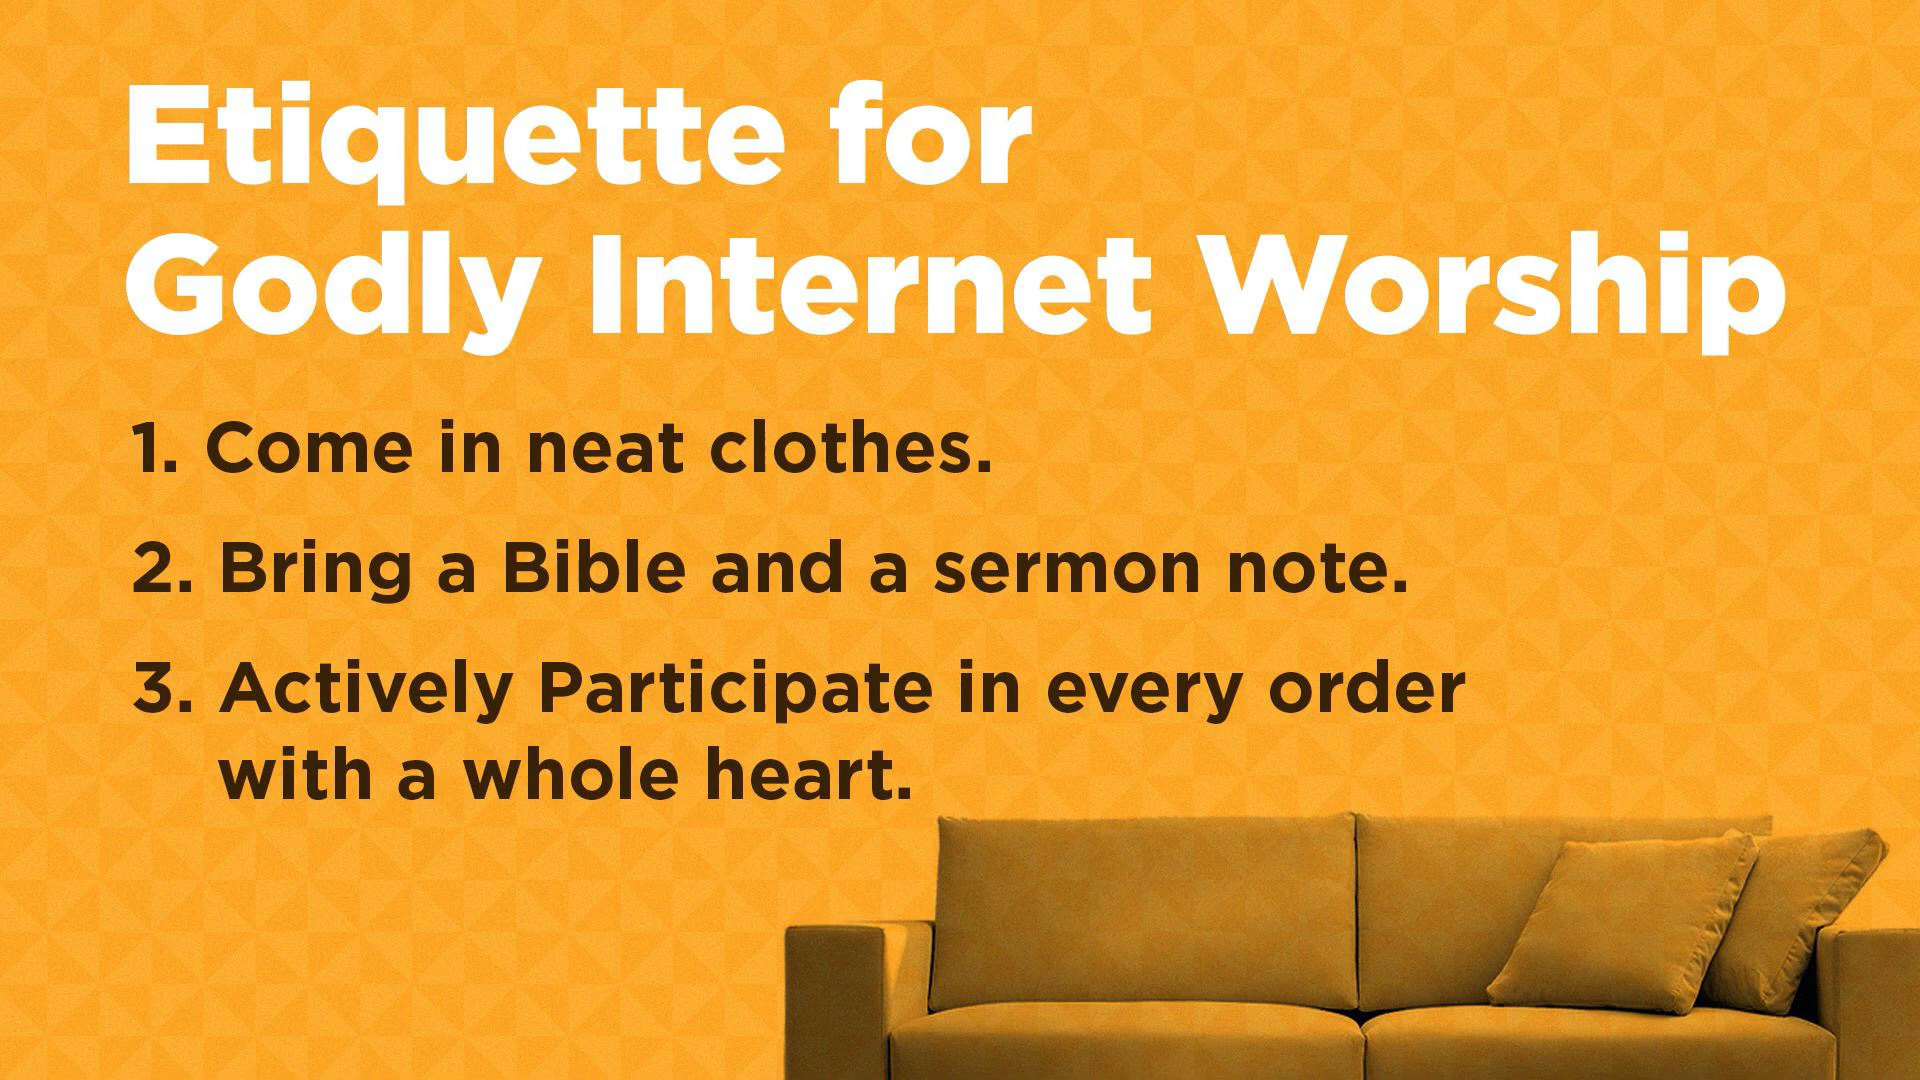 Etiquette for
Godly Internet Worship
1. Come in neat clothes.
2. Bring a Bible and a sermon note.
3. Actively Participate in every order
with a whole heart.